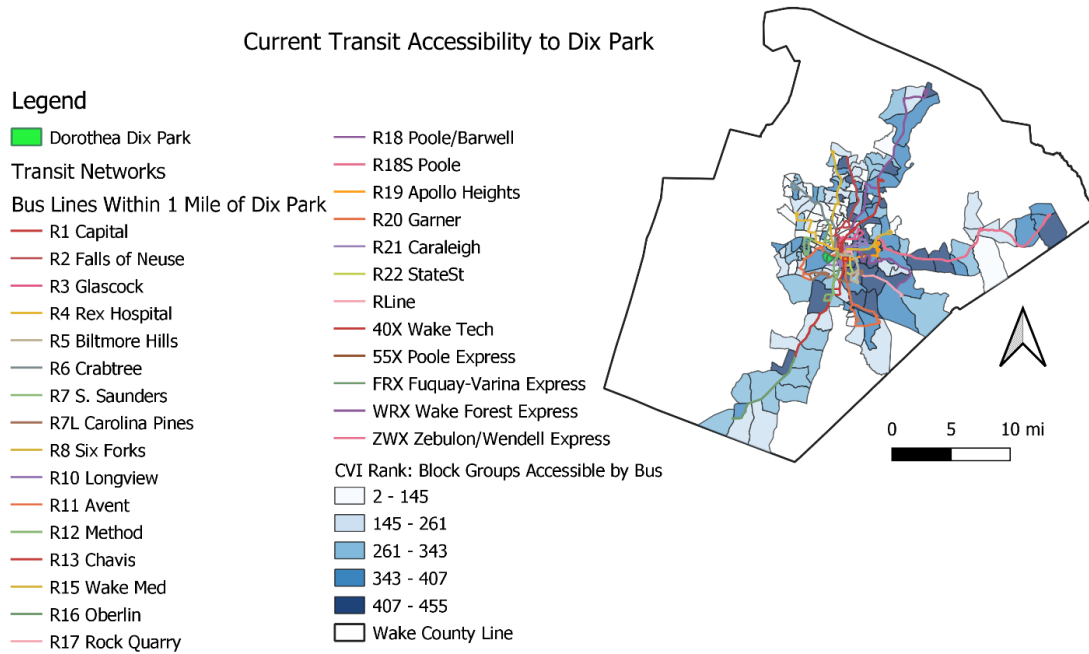 Current Transit Accessibility to Dix Park
Legend
Dorothea Dix Park
Transit Networks
Bus Lines Within 1 Mile of Dix Park
R1 Capital
R2 Falls of Neuse
R3 Glascock
R4 Rex Hospital
R5 Biltmore Hills
R6 Crabtree
R7 S. Saunders
R7L Carolina Pines
R8 Six Forks
R10 Longview
R11 Avent
R12 Method
R13 Chavis
R15 Wake Med
R16 Oberlin
R17 Rock Quarry
R18 Poole/Barwell
R18S Poole
R19 Apollo Heights
R20 Garner
R21 Caraleigh
R22 StateSt
RLine
40X Wake Tech
55X Poole Express
FRX Fuquay-Varina Express
WRX Wake Forest Express
ZWX Zebulon/Wendell Express
CVI Rank: Block Groups Accessible by Bus
2 - 145
145 - 261
261 - 343
343 - 407
407 - 455
Wake County Line
0 5 10 mi